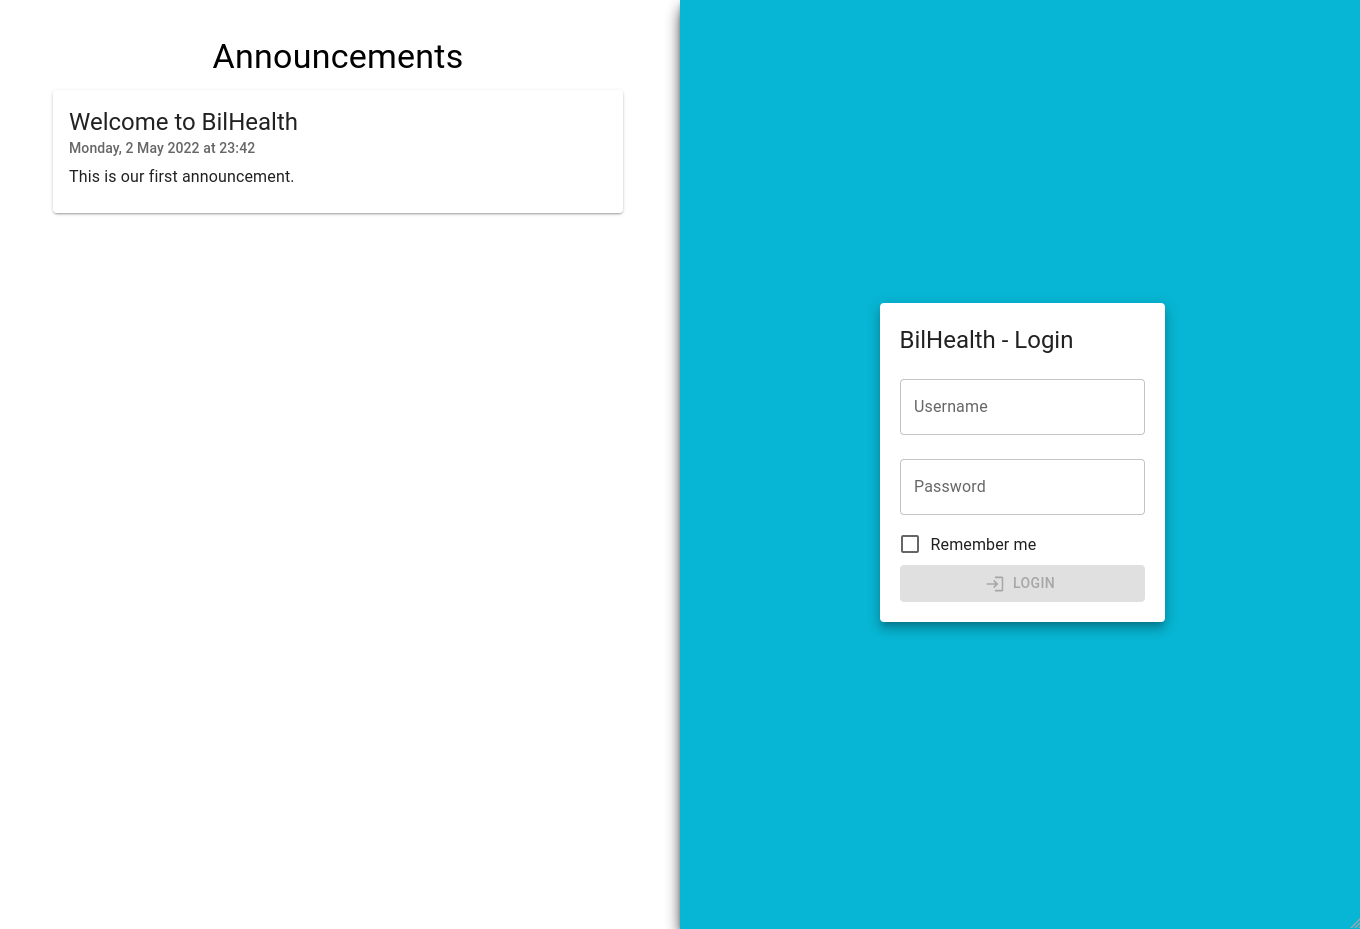 Announcements
Welcome to BilHealth
Monday, 2 May 2022 at 23:42
This is our first announcement.
BilHealth - Login
Username
Password
Remember me
LOGIN